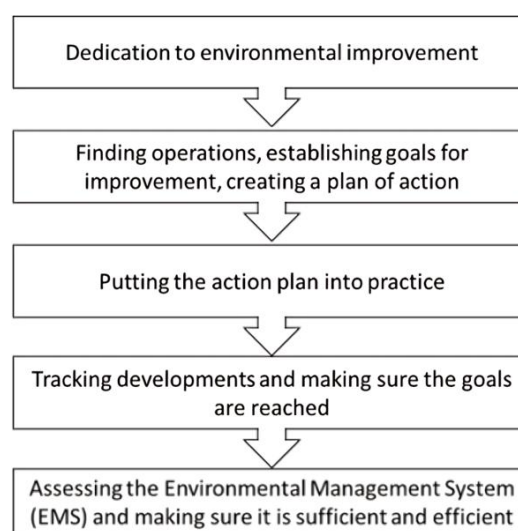 Dedication to environmental improvement
Finding operations, establishing goals for
improvement, creating a plan of action
Putting the action plan into practice
Tracking developments and making sure the goals
are reached
Assessing the Environmental Management System
(EMS) and making sure it is sufficient and efficient